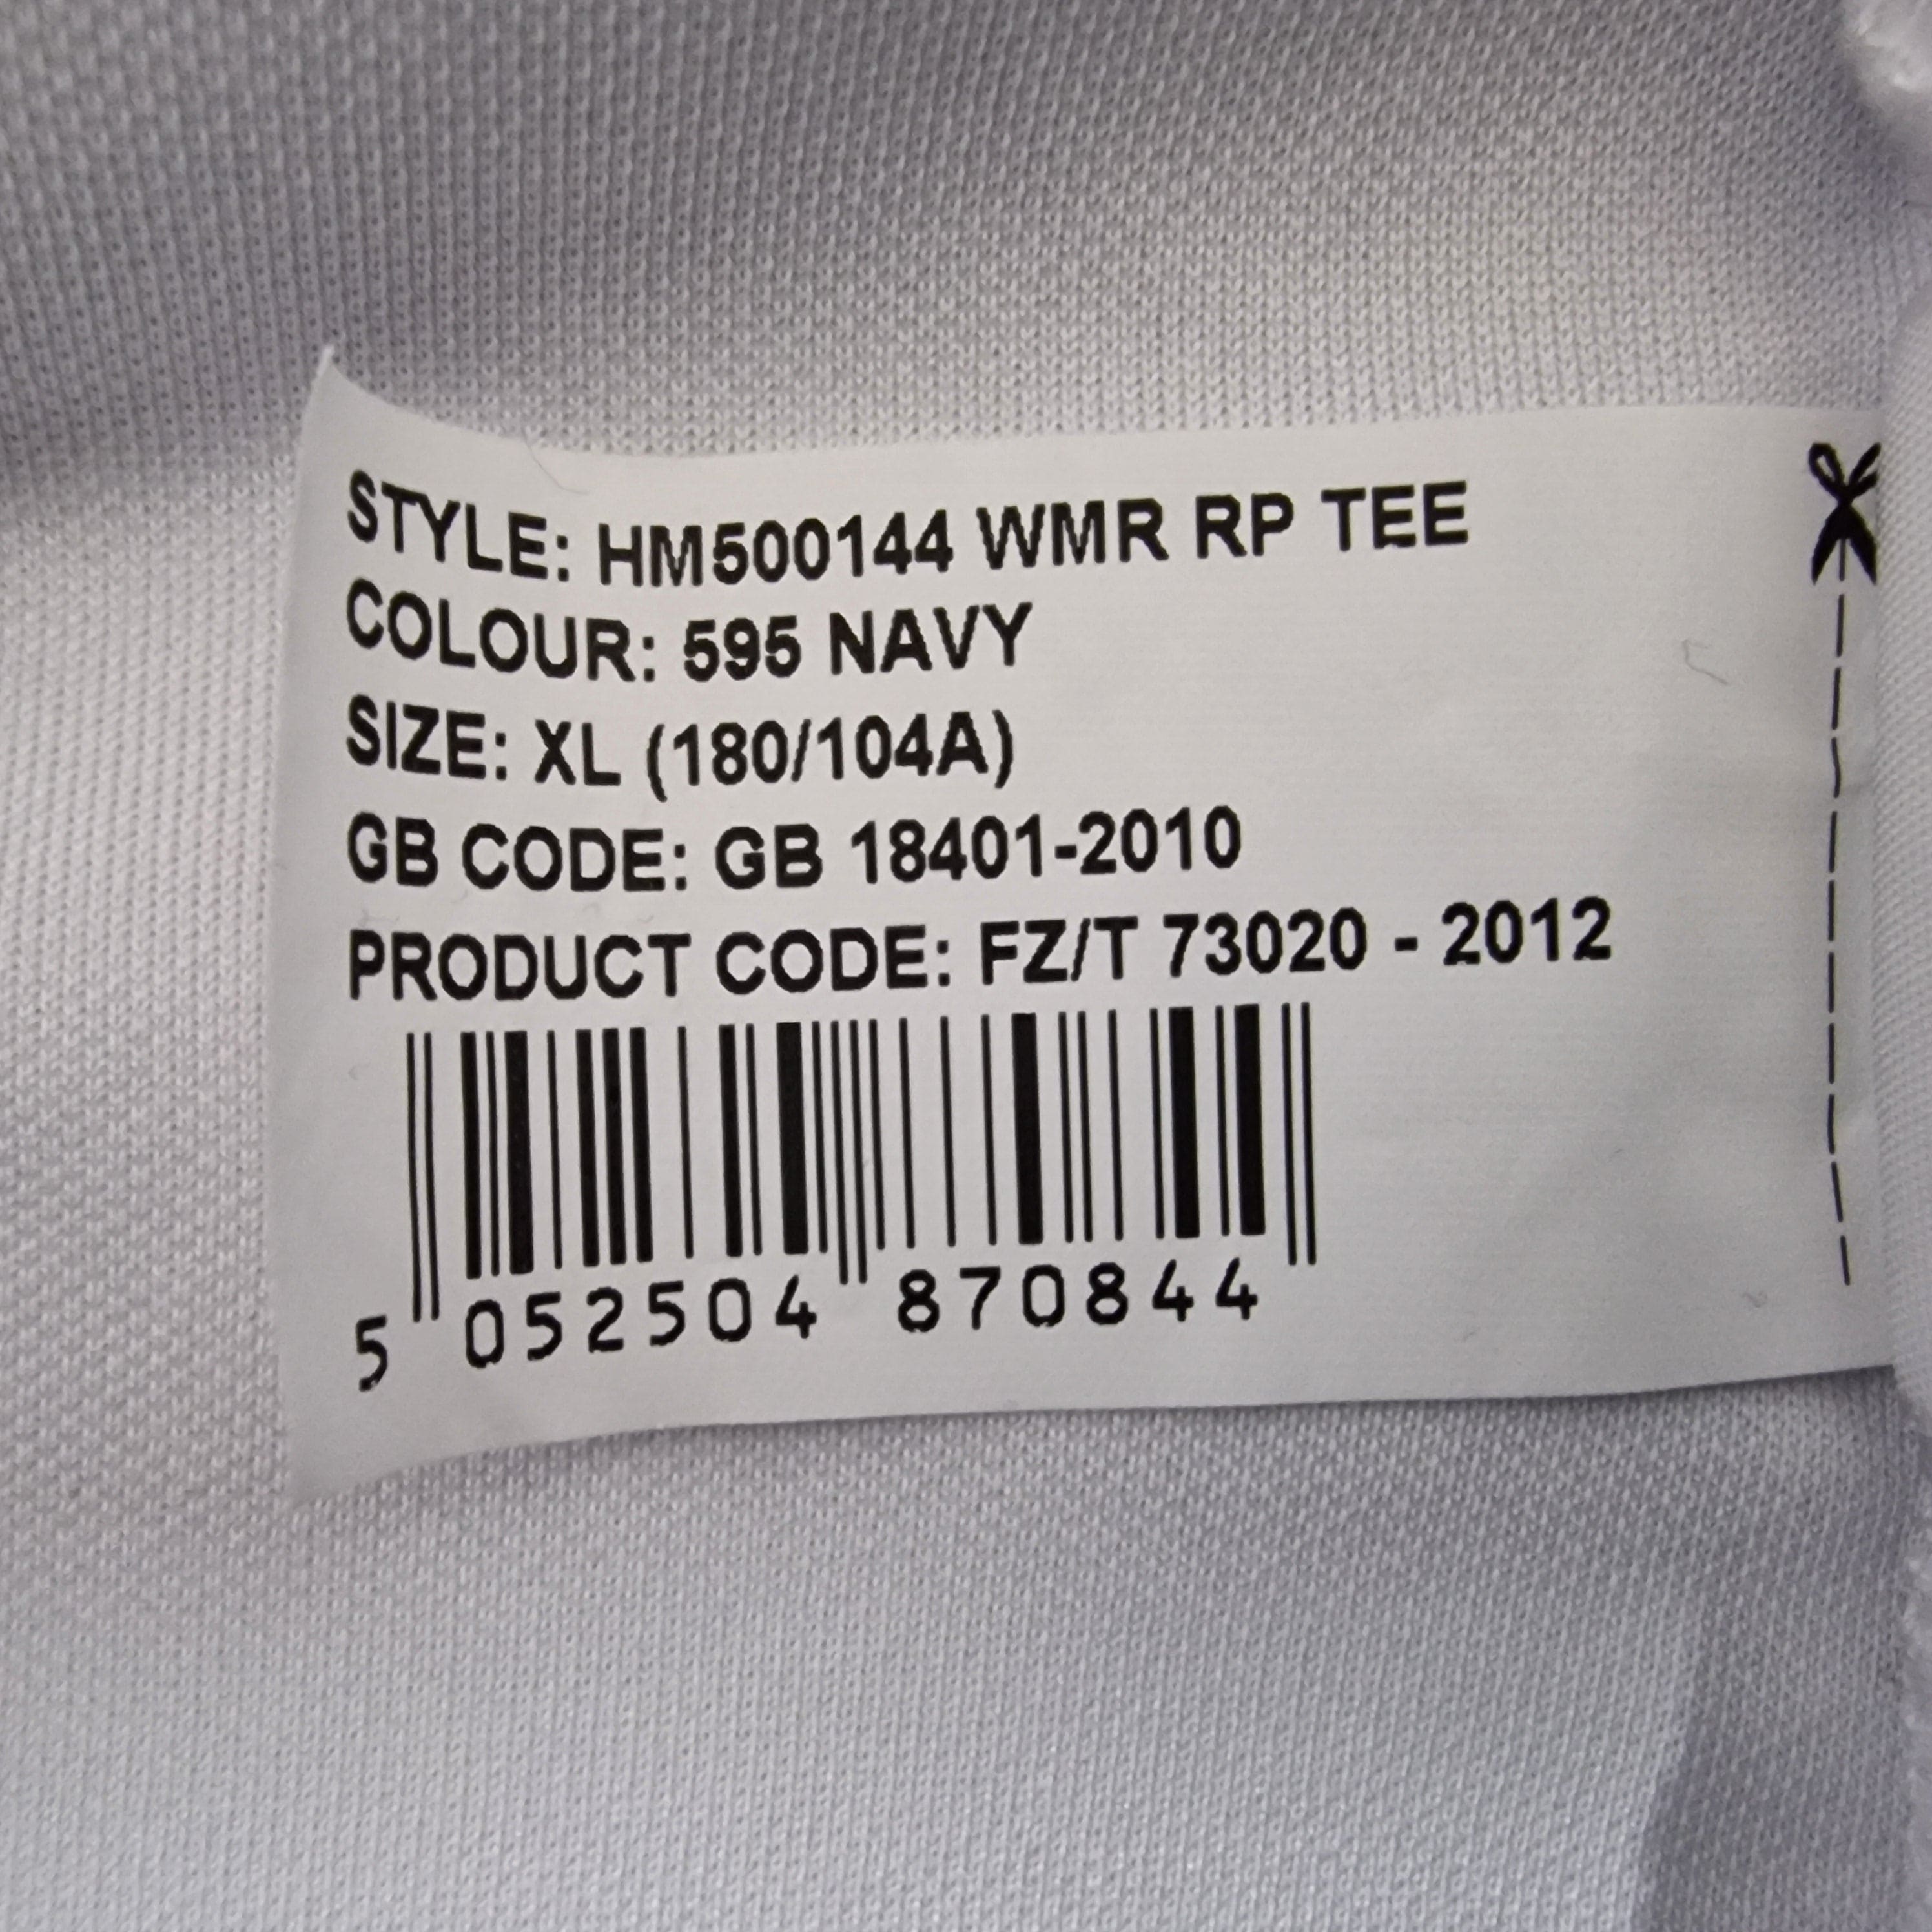 STYLE: HM500144 WMR RP TEE
COLOUR: 595 NAVY
SIZE: XL (180/104A)
GB CODE: GB 18401-2010
PRODUCT CODE: FZ/T 73020 - 2012
5 052504 870844